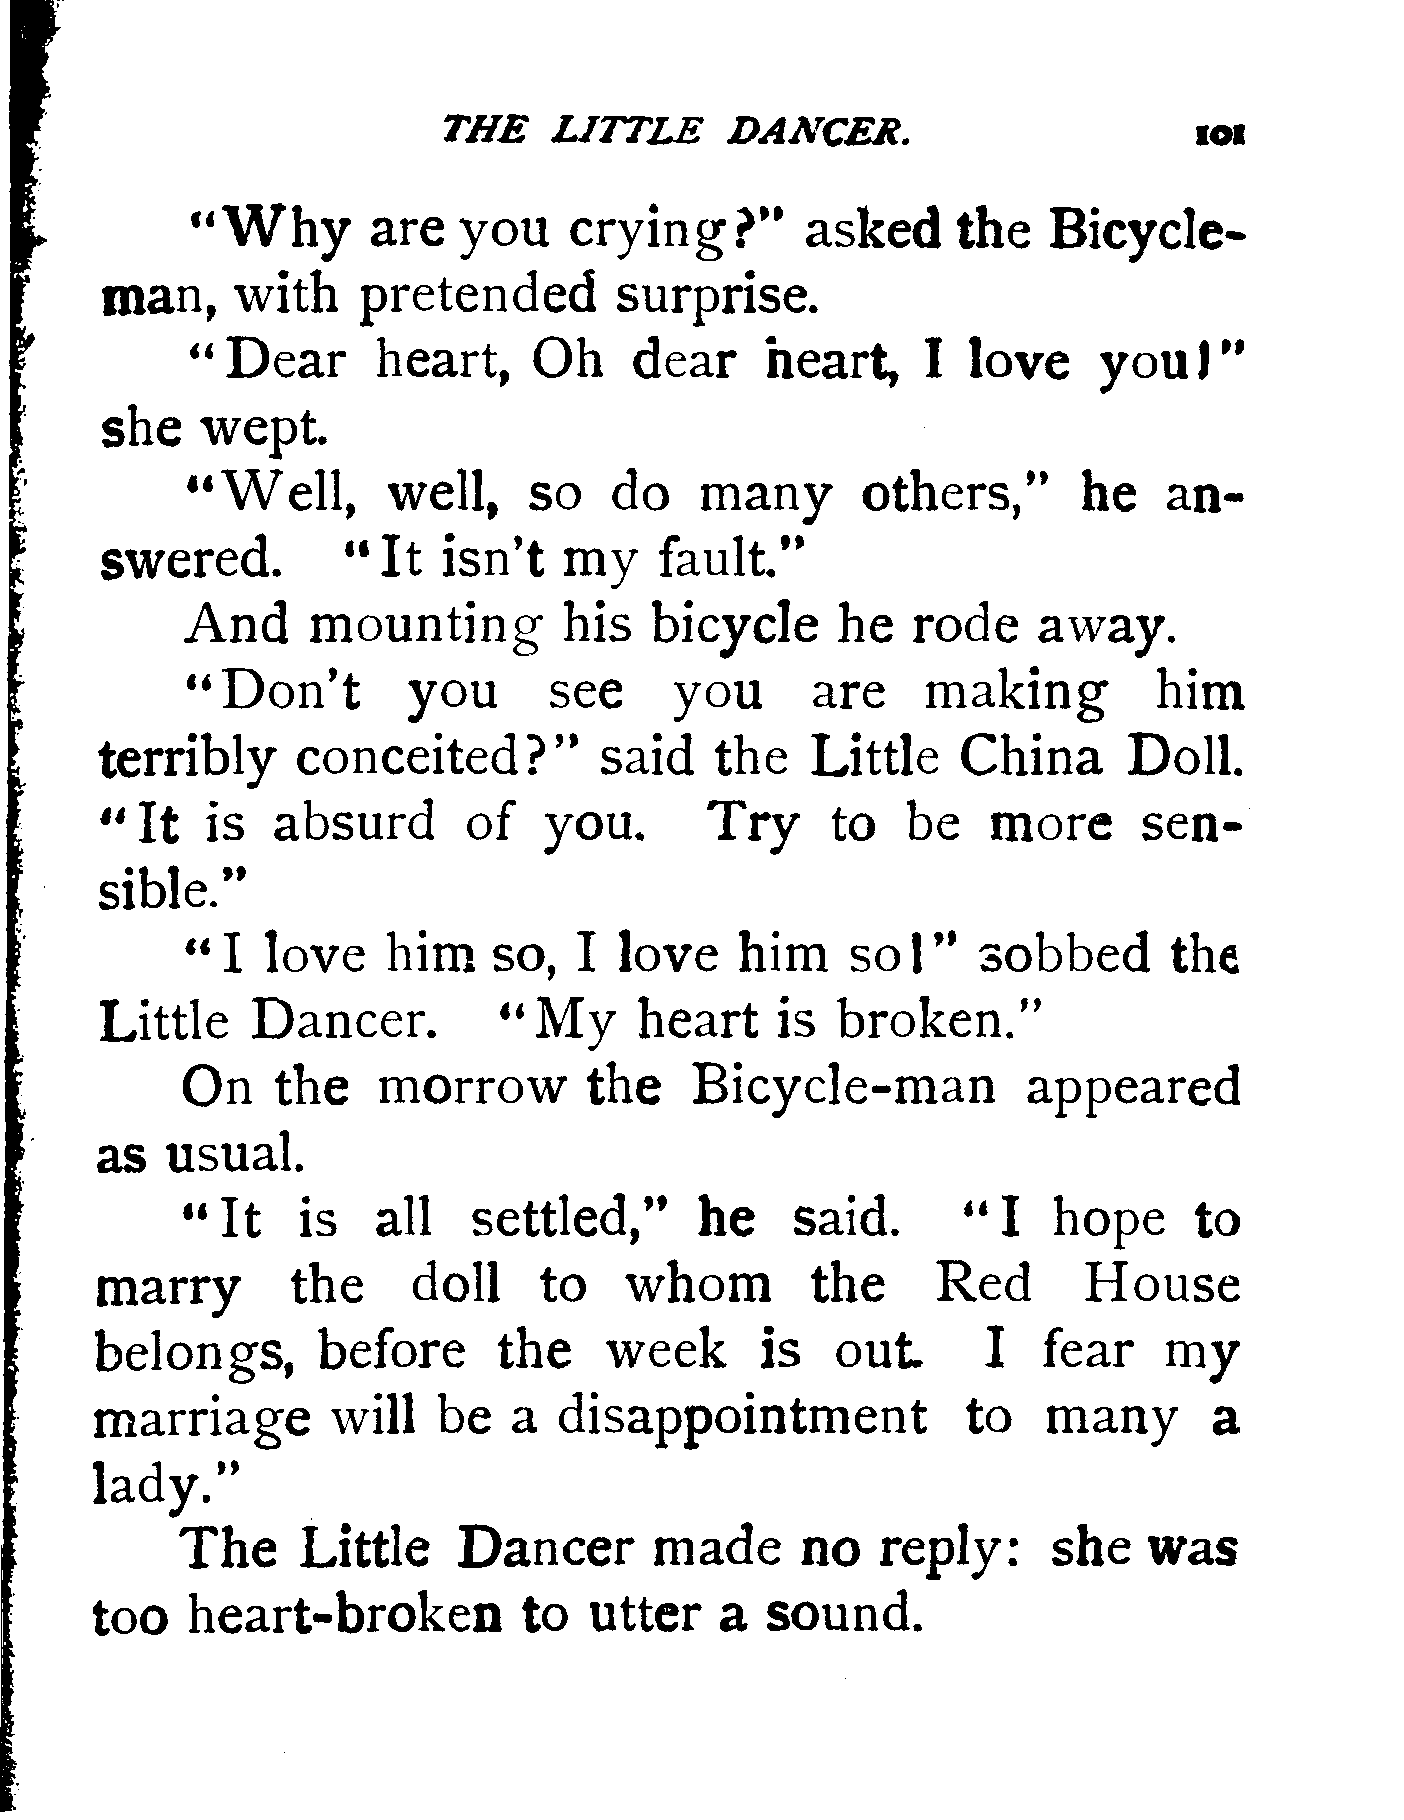 THE LITTLE DANCER. 101
"Why are you crying?" asked the Bicycle-
man, with pretended surprise.
"Dear heart, Oh dear heart, I love you!"
she wept.
"Well, well, so do many others," he an-
swered. "It isn't my fault."
And mounting his bicycle he rode away.
"Don't you see you are making him
terribly conceited?" said the Little China Doll.
"It is absurd of you. Try to be more sen-
sible."
"I love him so, I love him so!" sobbed the
Little Dancer. "My heart is broken."
On the morrow the Bicycle-man appeared
as usual.
"It is all settled," he said. "I hope to
marry the doll to whom the Red House
belongs, before the week is out. I fear my
marriage will be a disappointment to many a
lady."
The Little Dancer made no reply: she was
too heart-broken to utter a sound.